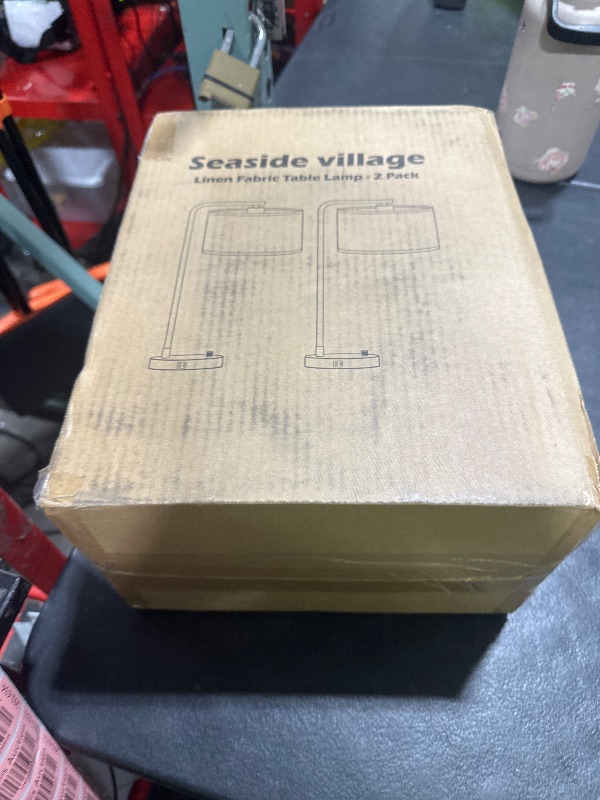 Seaside village
Linen Fabric Table Lamp - 2 Pack